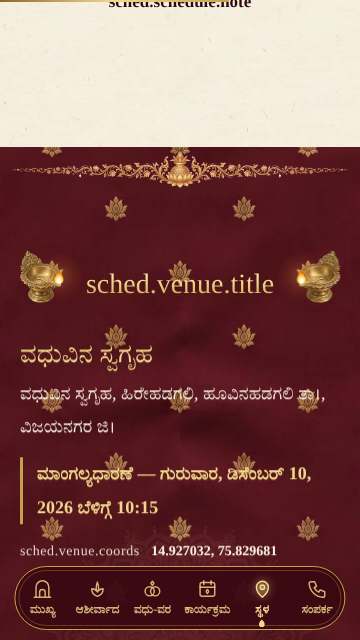 sched.schedule.note
sched.venue.title
ವಧುವಿನ ಸ್ವಗೃಹ
ವಧುವಿನ ಸ್ವಗೃಹ, ಹಿರೇಹಡಗಲಿ, ಹೂವಿನಹಡಗಲಿ ತಾ|,
ವಿಜಯನಗರ ಜಿ|
ಮಾಂಗಲ್ಯಧಾರಣೆ — ಗುರುವಾರ, ಡಿಸೆಂಬರ್ 10,
2026 ಬೆಳಿಗ್ಗೆ 10:15
sched.venue.coords 14.927032, 75.829681
ಮುಖ್ಯ ಆಶೀರ್ವಾದ ವಧು-ವರ ಕಾರ್ಯಕ್ರಮ ಸ್ಥಳ ಸಂಪರ್ಕ